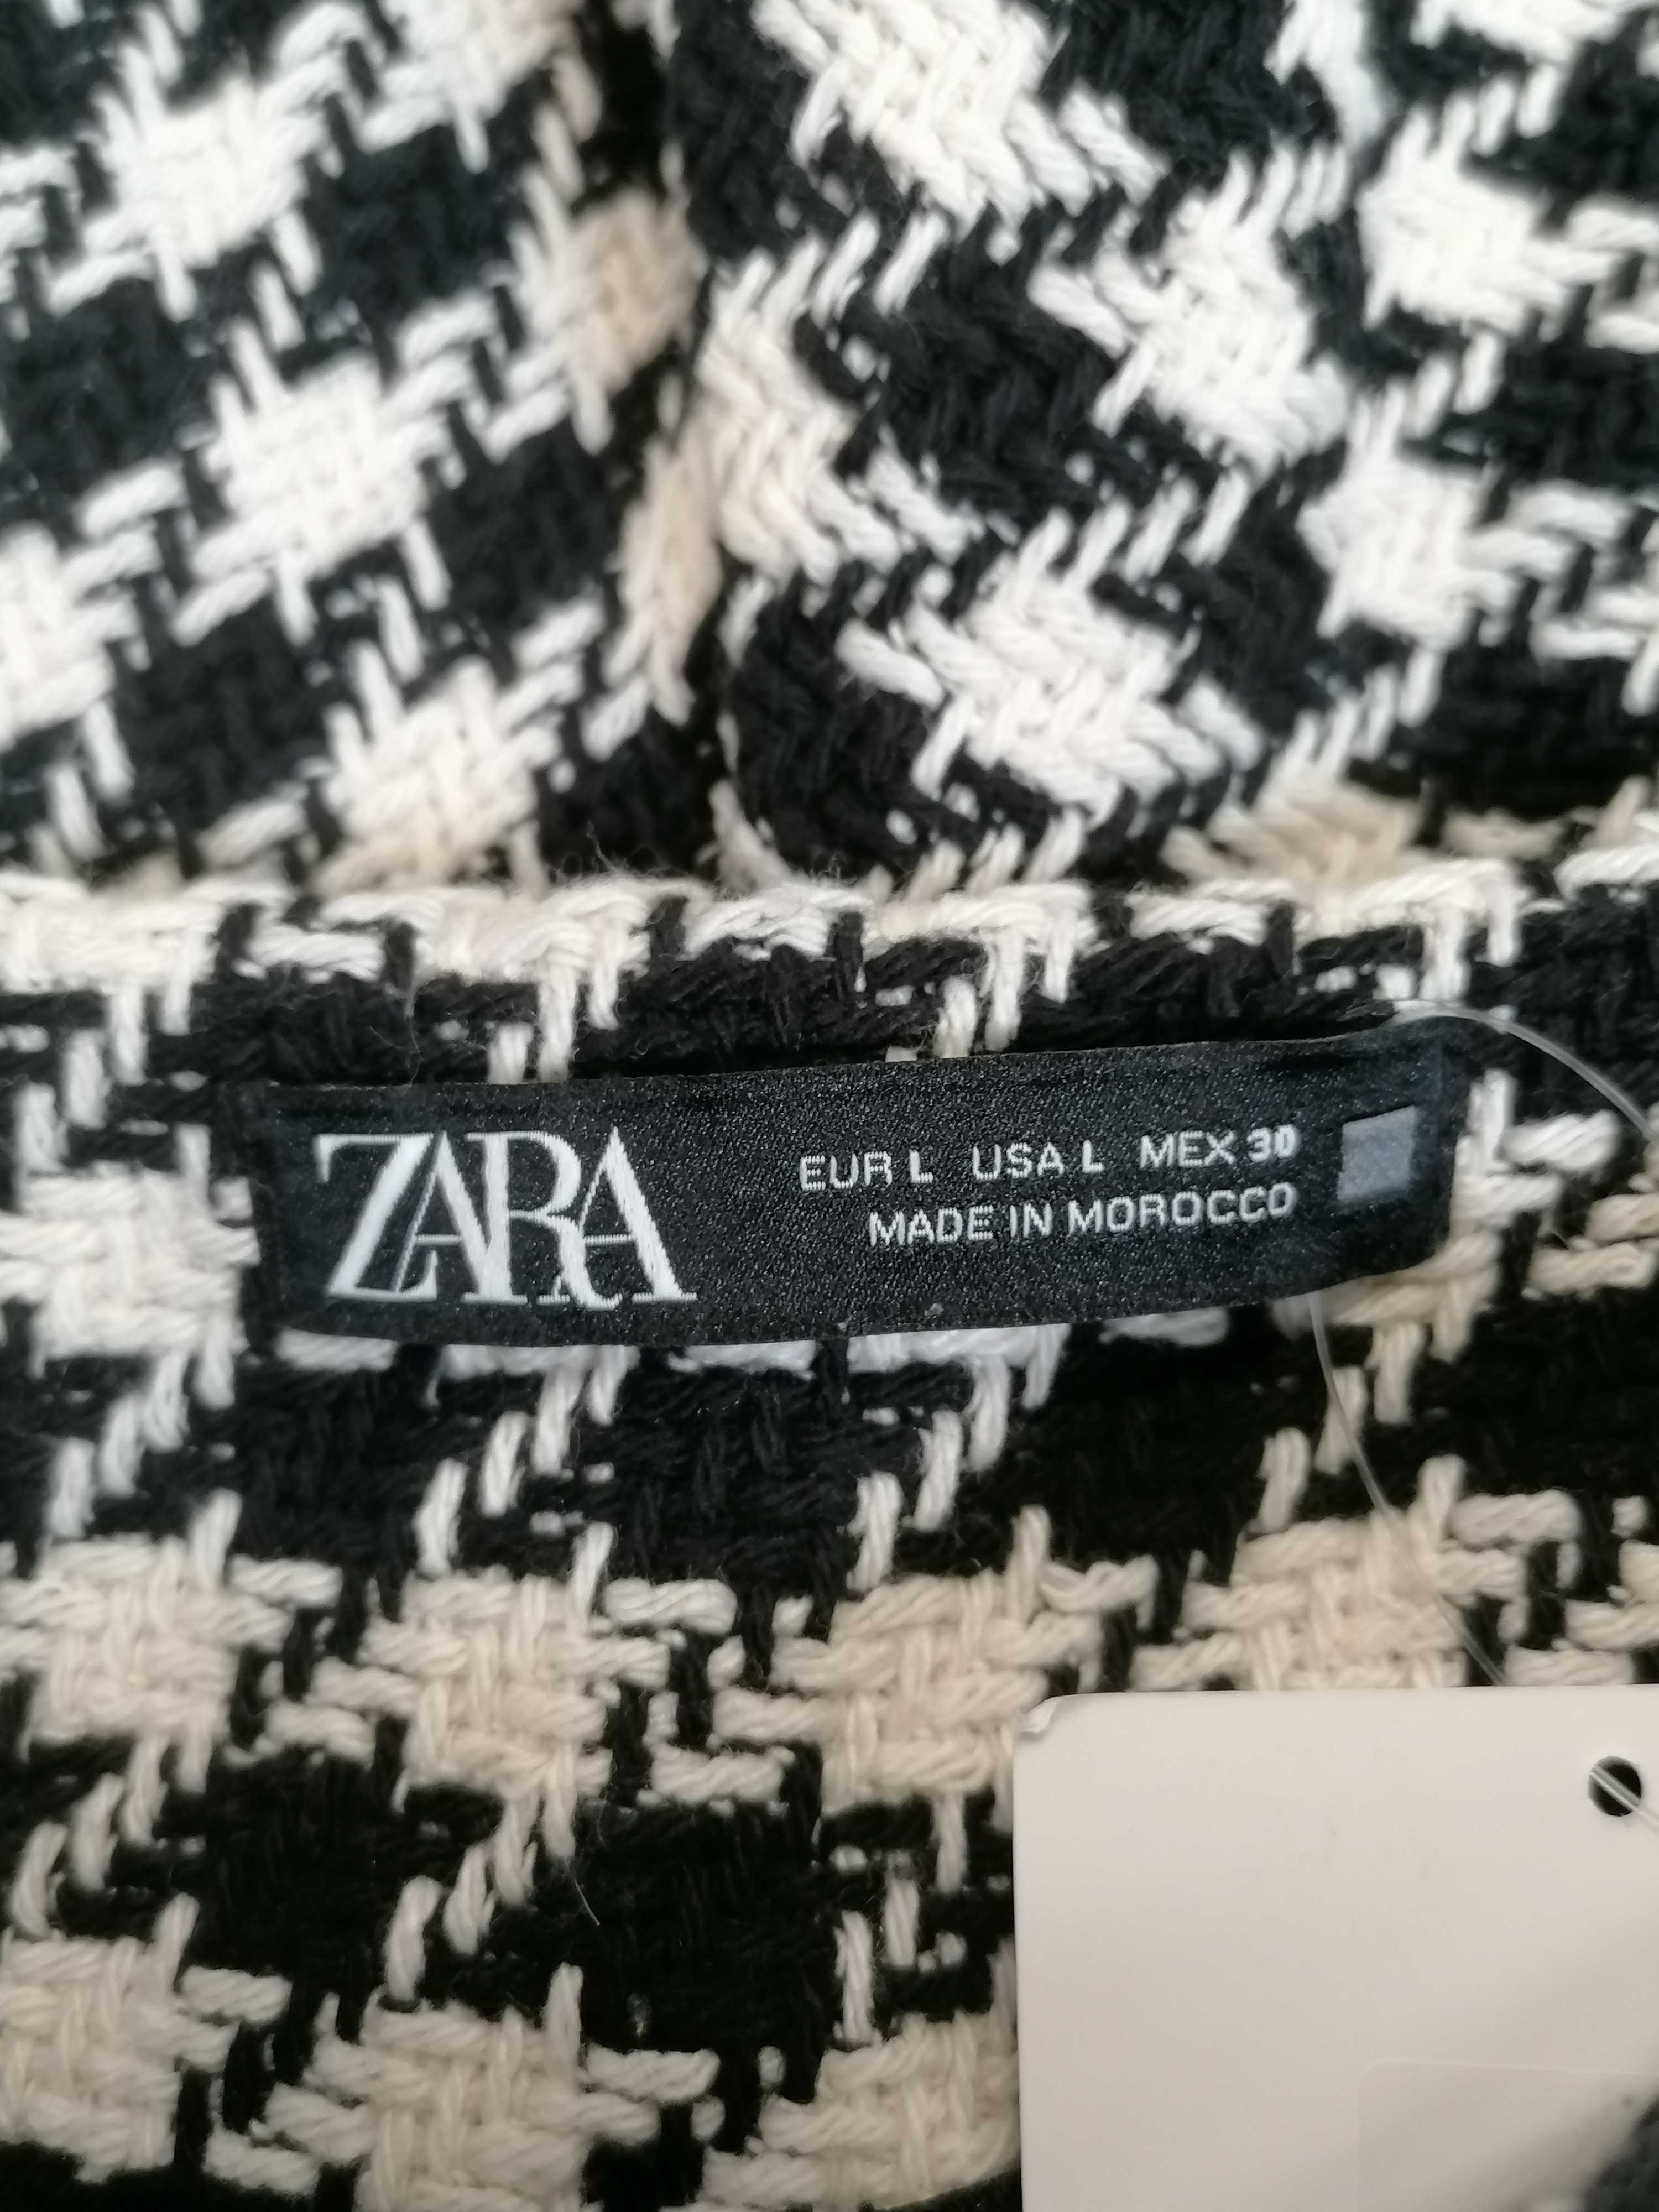 ZARA
EUR L USA L MEX 30
MADE IN MOROCCO